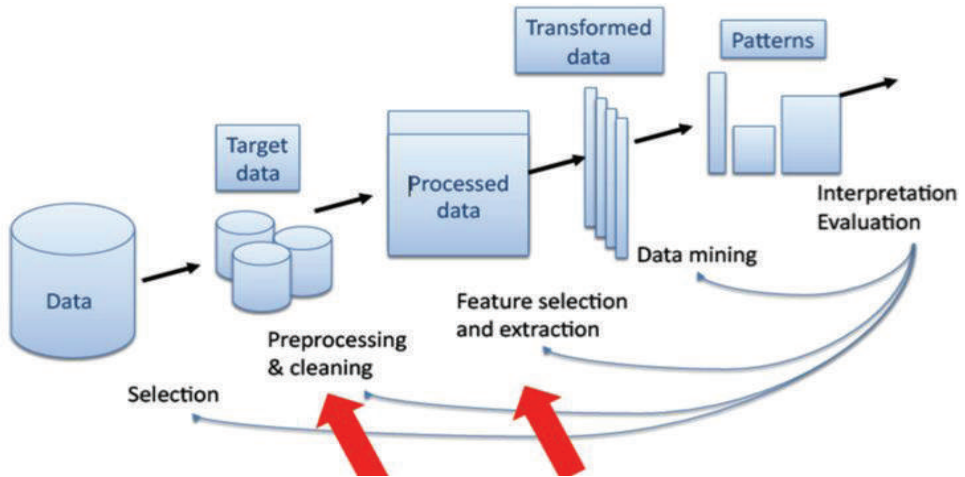 Transformed
data
Patterns
Target
data
Processed
data
Interpretation
Evaluation
Data
Data mining
Feature selection
and extraction
Preprocessing
& cleaning
Selection